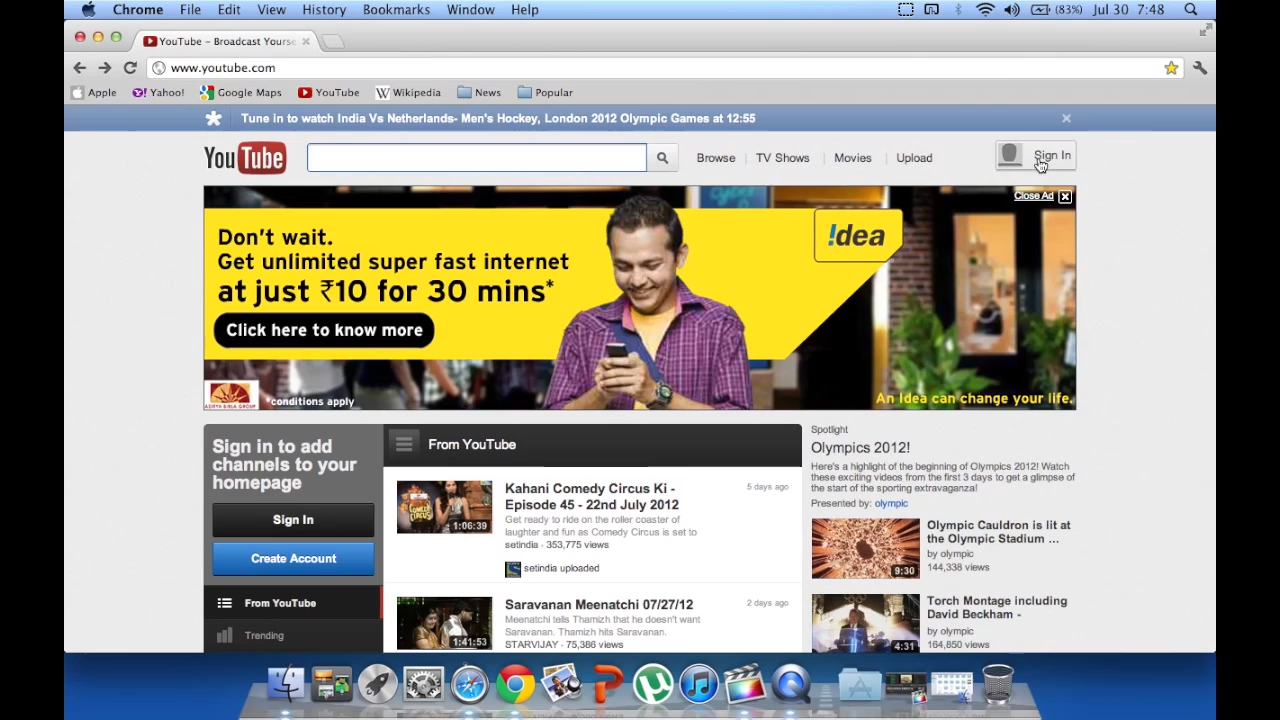 Chrome File Edit View History Bookmarks Window Help (83%) Jul 30 7:48
YouTube – Broadcast Yourse
www.youtube.com
Apple Yahoo! Google Maps YouTube Wikipedia News Popular
Tune in to watch India Vs Netherlands- Men's Hockey, London 2012 Olympic Games at 12:55
YouTube
Browse TV Shows Movies Upload
Sign In
Close Ad
Don't wait.
Get unlimited super fast internet
at just ₹10 for 30 mins*
Click here to know more
!dea
ADITYA BIRLA GROUP
*conditions apply
An Idea can change your life.
Sign in to add
channels to your
homepage
Sign In
Create Account
From YouTube
Trending
From YouTube
Kahani Comedy Circus Ki -
Episode 45 - 22nd July 2012
5 days ago
Get ready to ride on the roller coaster of
laughter and fun as Comedy Circus is set to
setindia · 353,775 views
setindia uploaded
1:06:39
Saravanan Meenatchi 07/27/12
2 days ago
Meenatchi tells Thamizh that he doesn't want
Saravanan. Thamizh hits Saravanan.
STARVIJAY · 75,386 views
1:41:53
Spotlight
Olympics 2012!
Here's a highlight of the beginning of Olympics 2012! Watch
these exciting videos from the first 3 days to get a glimpse of
the start of the sporting extravaganza!
Presented by: olympic
Olympic Cauldron is lit at
the Olympic Stadium ...
by olympic
144,338 views
9:30
Torch Montage including
David Beckham -
by olympic
164,850 views
4:31